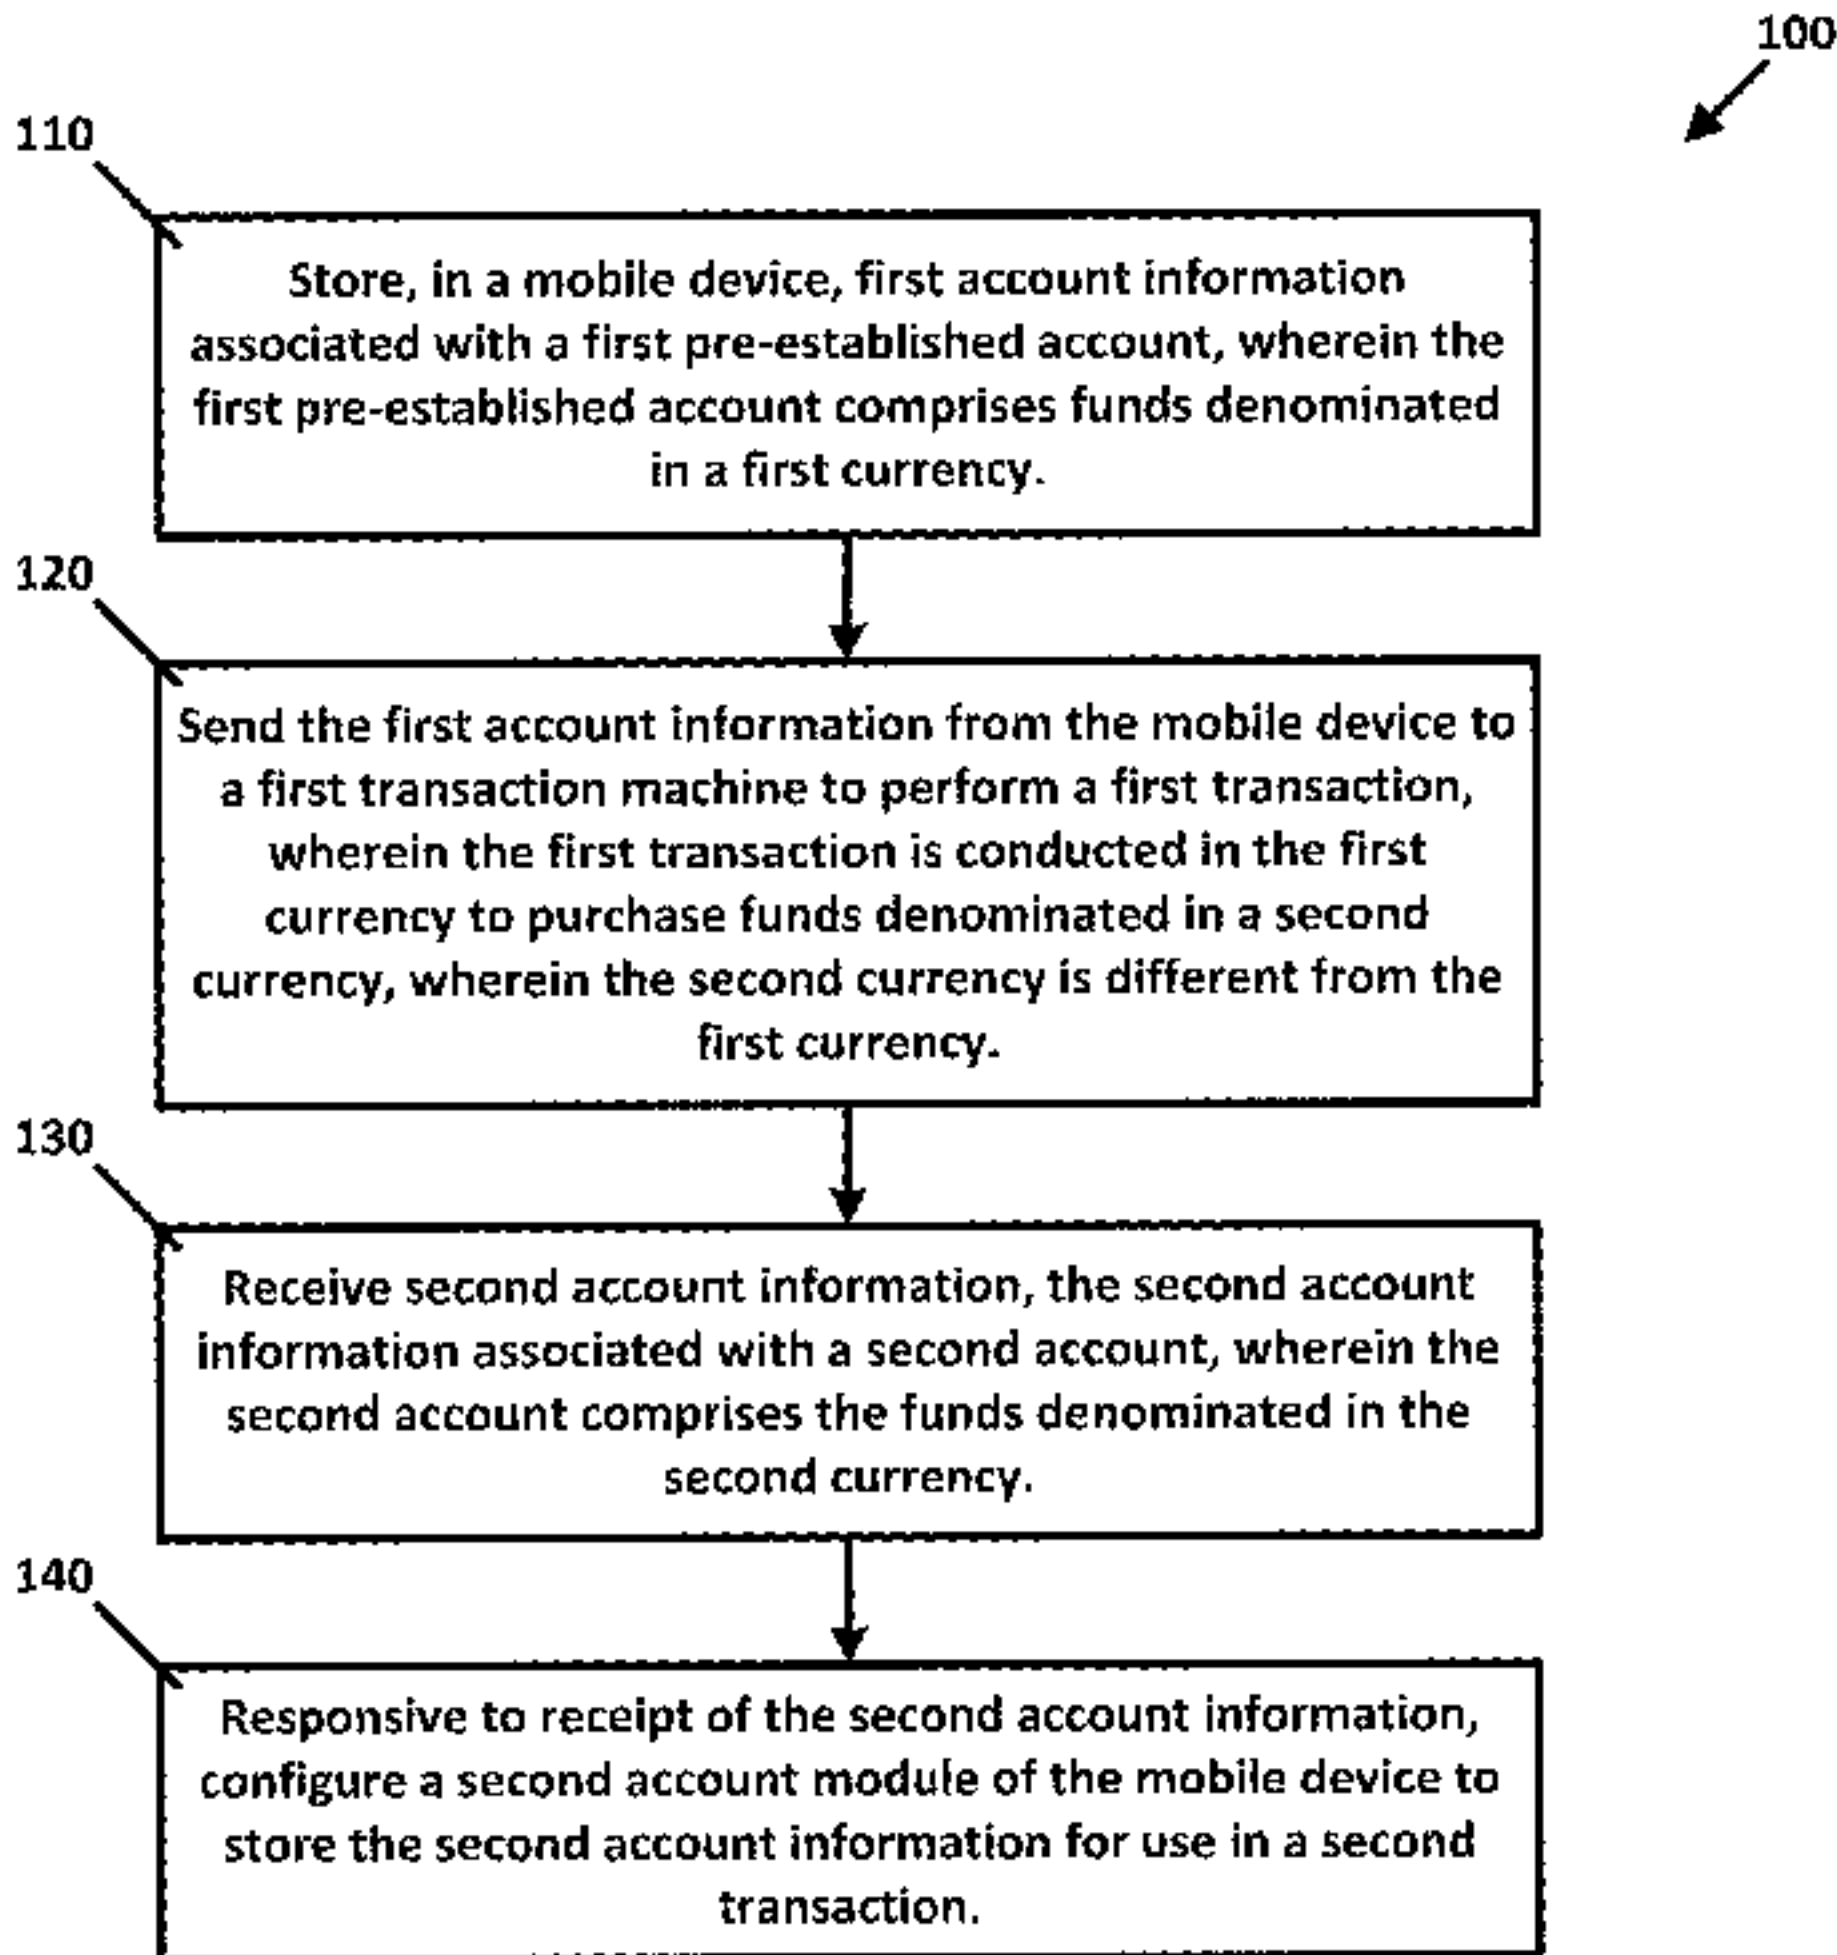 100
110
Store, in a mobile device, first account information
associated with a first pre-established account, wherein the
first pre-established account comprises funds denominated
in a first currency.
120
Send the first account information from the mobile device to
a first transaction machine to perform a first transaction,
wherein the first transaction is conducted in the first
currency to purchase funds denominated in a second
currency, wherein the second currency is different from the
first currency.
130
Receive second account information, the second account
information associated with a second account, wherein the
second account comprises the funds denominated in the
second currency.
140
Responsive to receipt of the second account information,
configure a second account module of the mobile device to
store the second account information for use in a second
transaction.